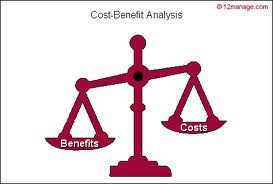 © 12manage.com
Cost-Benefit Analysis
Benefits
Costs